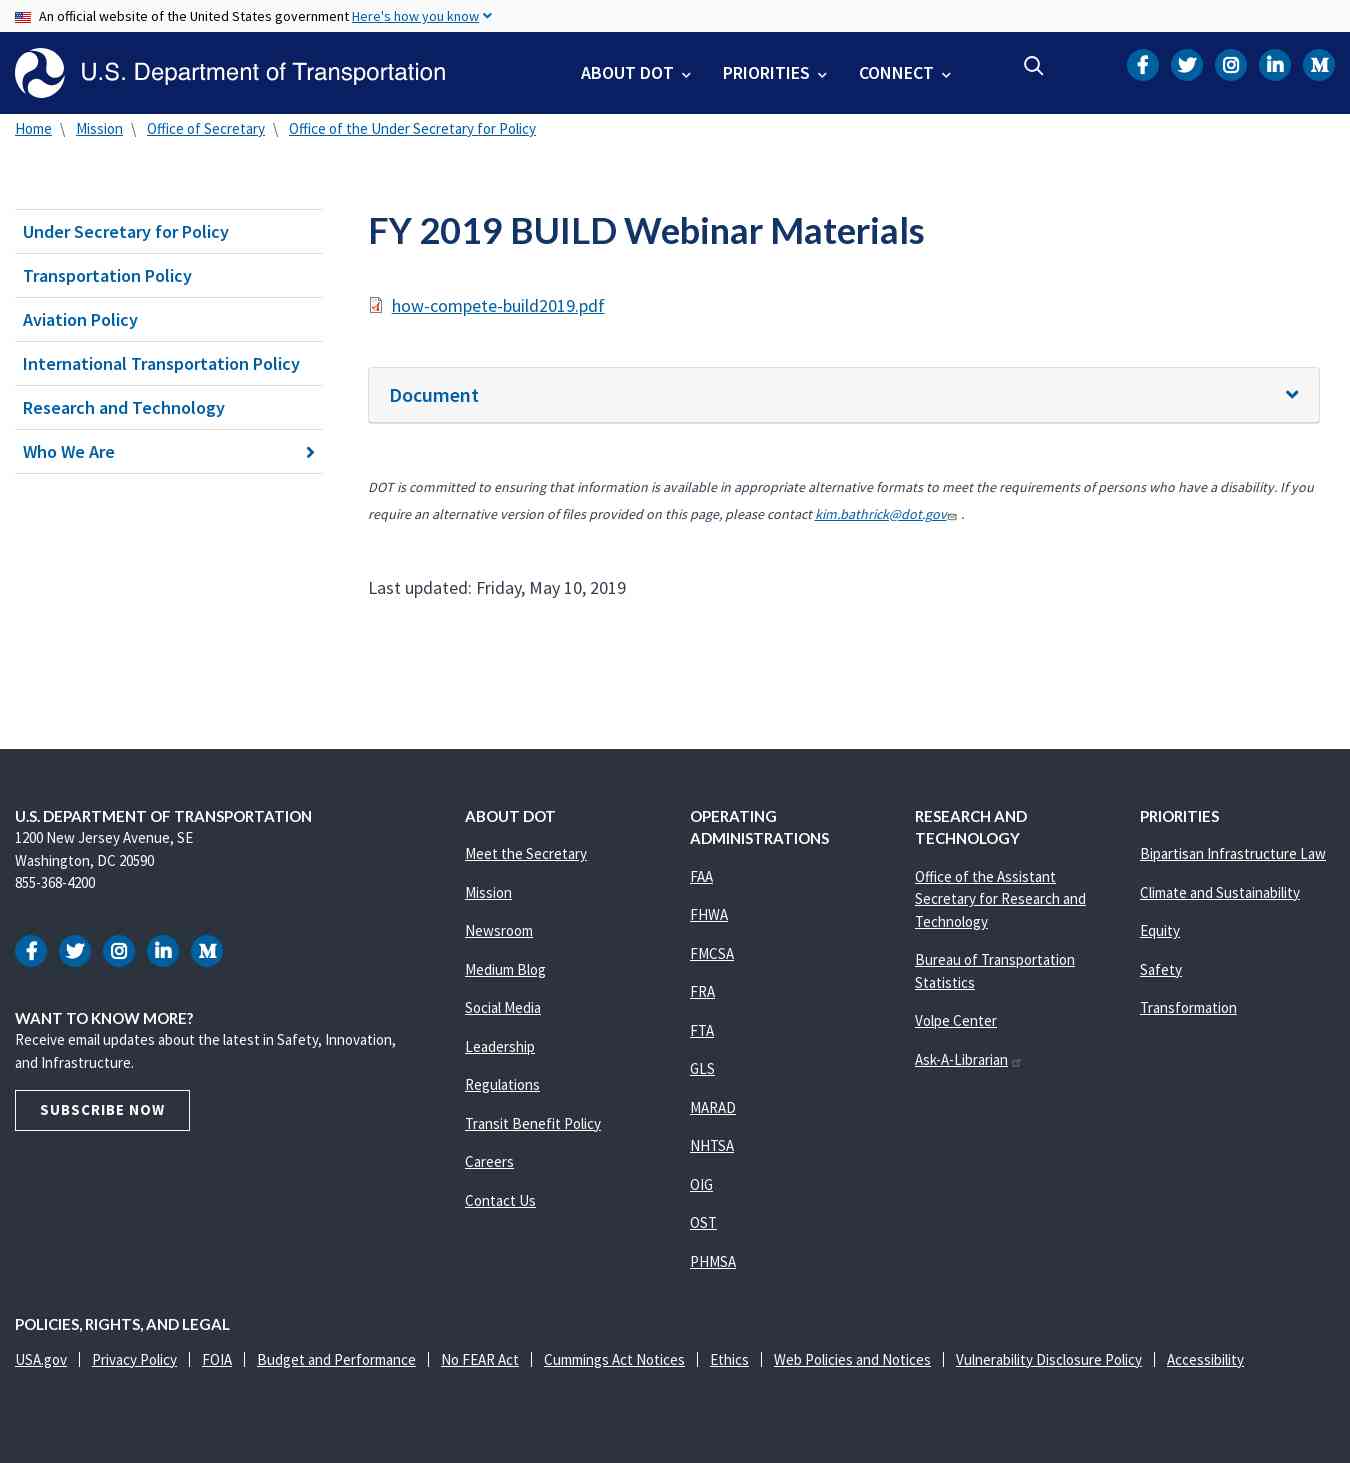 An official website of the United States government Here's how you know
U.S. Department of Transportation
ABOUT DOT PRIORITIES CONNECT
Home \ Mission \ Office of Secretary \ Office of the Under Secretary for Policy
Under Secretary for Policy
Transportation Policy
Aviation Policy
International Transportation Policy
Research and Technology
Who We Are
FY 2019 BUILD Webinar Materials
how-compete-build2019.pdf
Document
DOT is committed to ensuring that information is available in appropriate alternative formats to meet the requirements of persons who have a disability. If you
require an alternative version of files provided on this page, please contact kim.bathrick@dot.gov .
Last updated: Friday, May 10, 2019
U.S. DEPARTMENT OF TRANSPORTATION
1200 New Jersey Avenue, SE
Washington, DC 20590
855-368-4200
WANT TO KNOW MORE?
Receive email updates about the latest in Safety, Innovation,
and Infrastructure.
SUBSCRIBE NOW
ABOUT DOT
Meet the Secretary
Mission
Newsroom
Medium Blog
Social Media
Leadership
Regulations
Transit Benefit Policy
Careers
Contact Us
OPERATING
ADMINISTRATIONS
FAA
FHWA
FMCSA
FRA
FTA
GLS
MARAD
NHTSA
OIG
OST
PHMSA
RESEARCH AND
TECHNOLOGY
Office of the Assistant
Secretary for Research and
Technology
Bureau of Transportation
Statistics
Volpe Center
Ask-A-Librarian
PRIORITIES
Bipartisan Infrastructure Law
Climate and Sustainability
Equity
Safety
Transformation
POLICIES, RIGHTS, AND LEGAL
USA.gov | Privacy Policy | FOIA | Budget and Performance | No FEAR Act | Cummings Act Notices | Ethics | Web Policies and Notices | Vulnerability Disclosure Policy | Accessibility